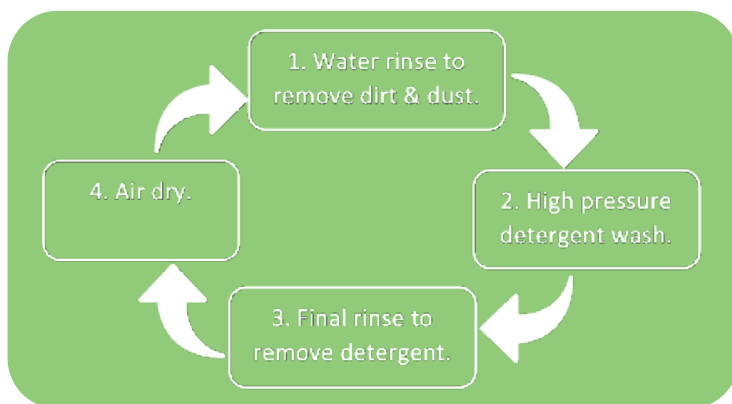 1. Water rinse to
remove dirt & dust.
2. High pressure
detergent wash.
3. Final rinse to
remove detergent.
4. Air dry.